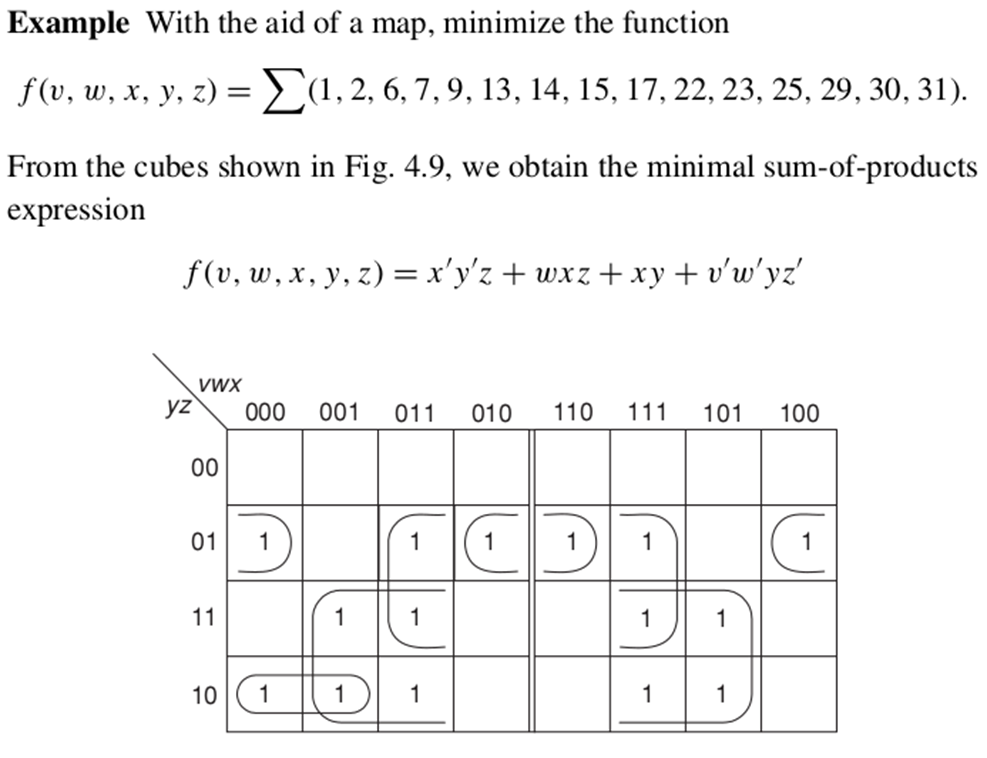 Example With the aid of a map, minimize the function
f(v, w, x, y, z) = ∑(1, 2, 6, 7, 9, 13, 14, 15, 17, 22, 23, 25, 29, 30, 31).
From the cubes shown in Fig. 4.9, we obtain the minimal sum-of-products
expression
f(v, w, x, y, z) = x′y′z + wxz + xy + v′w′yz′
vwx
yz 000 001 011 010 110 111 101 100
00
01 1 1 1 1 1 1
11 1 1 1 1
10 1 1 1 1 1